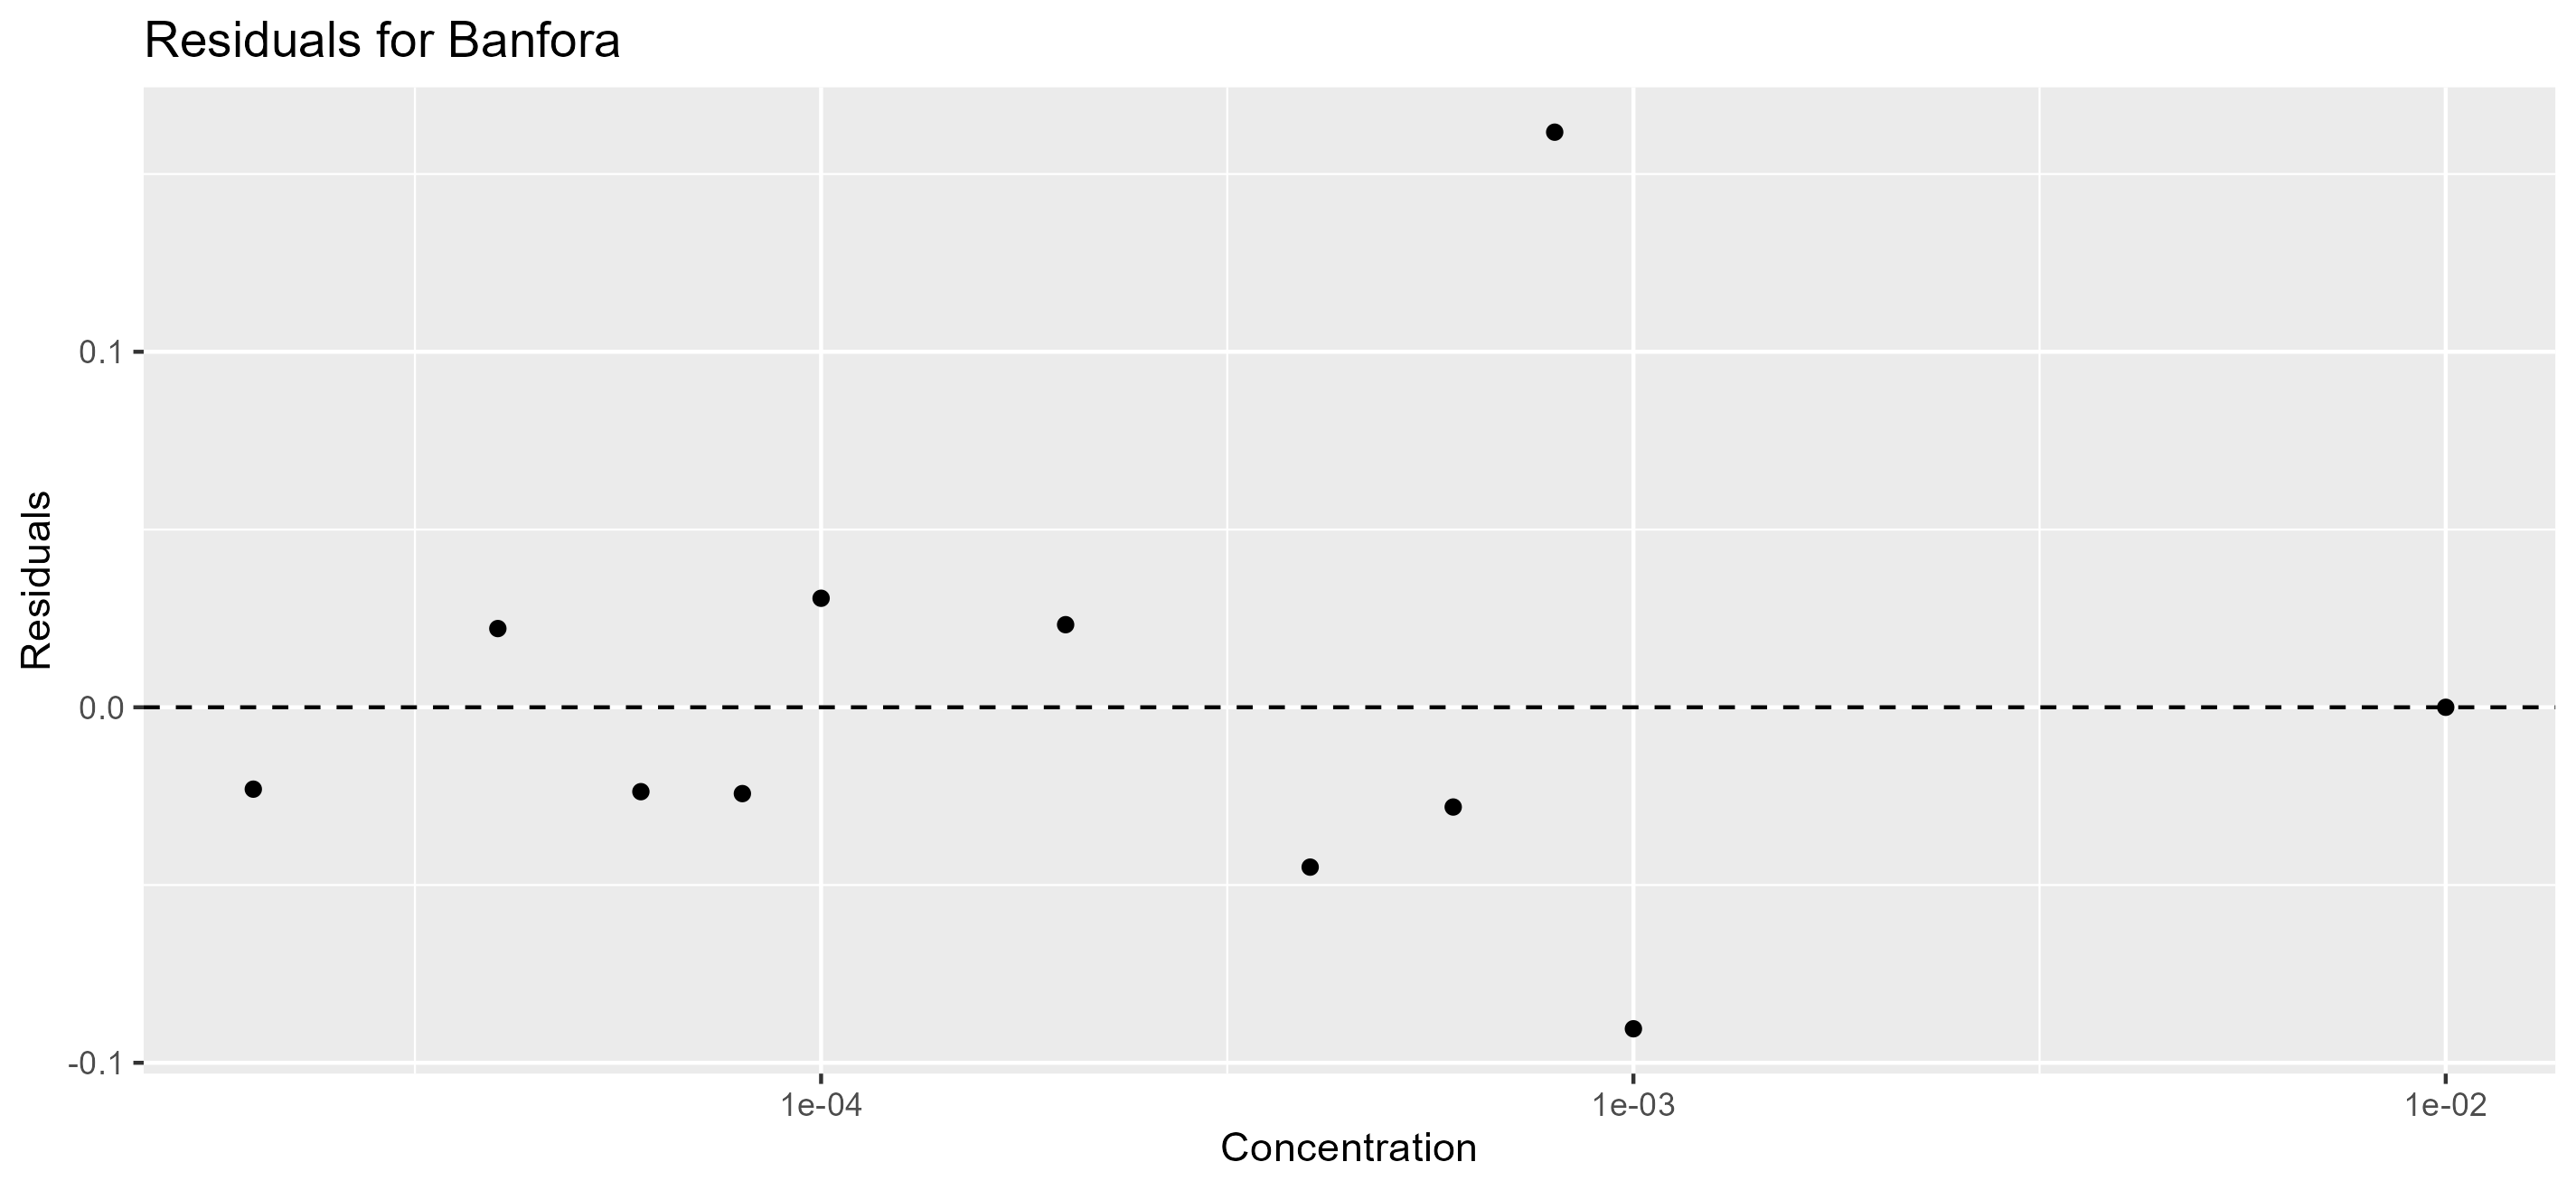 Residuals for Banfora
Residuals
0.1
0.0
-0.1
1e-04
1e-03
1e-02
Concentration